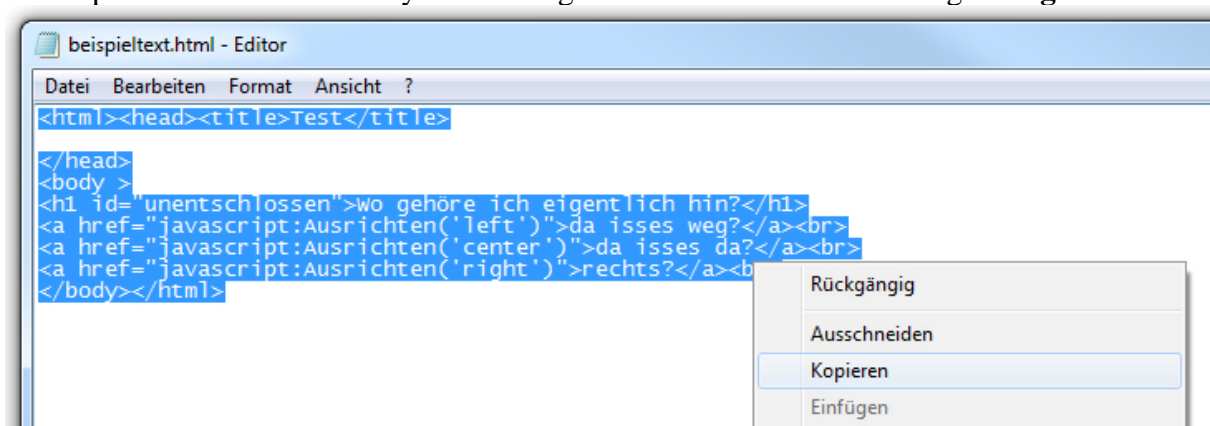 beispieltext.html - Editor
Datei Bearbeiten Format Ansicht ?
<html><head><title>Test</title>
</head>
<body >
<h1 id="unentschlossen">Wo gehöre ich eigentlich hin?</h1>
<a href="javascript:Ausrichten('left')">da isses weg?</a><br>
<a href="javascript:Ausrichten('center')">da isses da?</a><br>
<a href="javascript:Ausrichten('right')">rechts?</a><b
</body></html>
Rückgängig
Ausschneiden
Kopieren
Einfügen